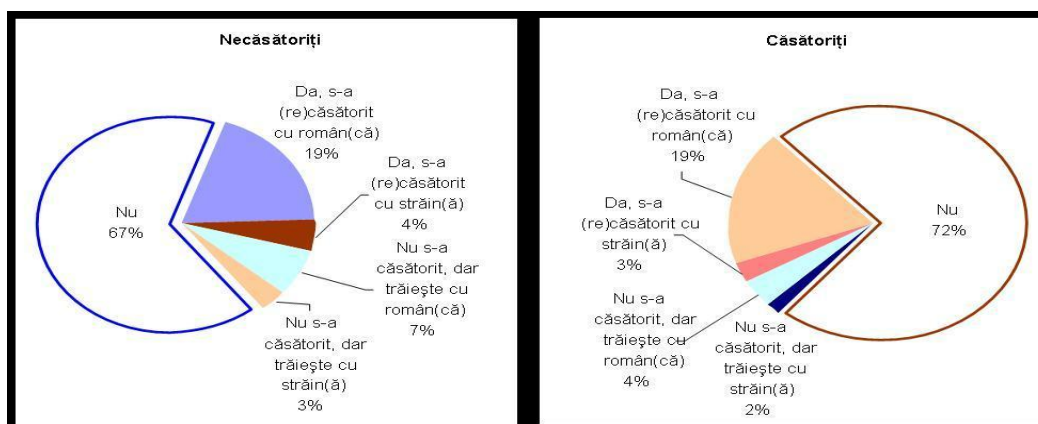 Necăsătoriți
Da, s-a
(re)căsătorit
cu român(că)
19%
Da, s-a
(re)căsătorit
cu străin(ă)
4%
Nu
67%
Nu s-a
căsătorit, dar
trăieşte cu
român(că)
7%
Nu s-a
căsătorit, dar
trăieşte cu
străin(ă)
3%
Căsătoriți
Da, s-a
(re)căsătorit cu
român(că)
19%
Da, s-a
(re)căsătorit cu
străin(ă)
3%
Nu
72%
Nu s-a
căsătorit, dar
trăieşte cu
român(că)
4%
Nu s-a
căsătorit, dar
trăieşte cu
străin(ă)
2%